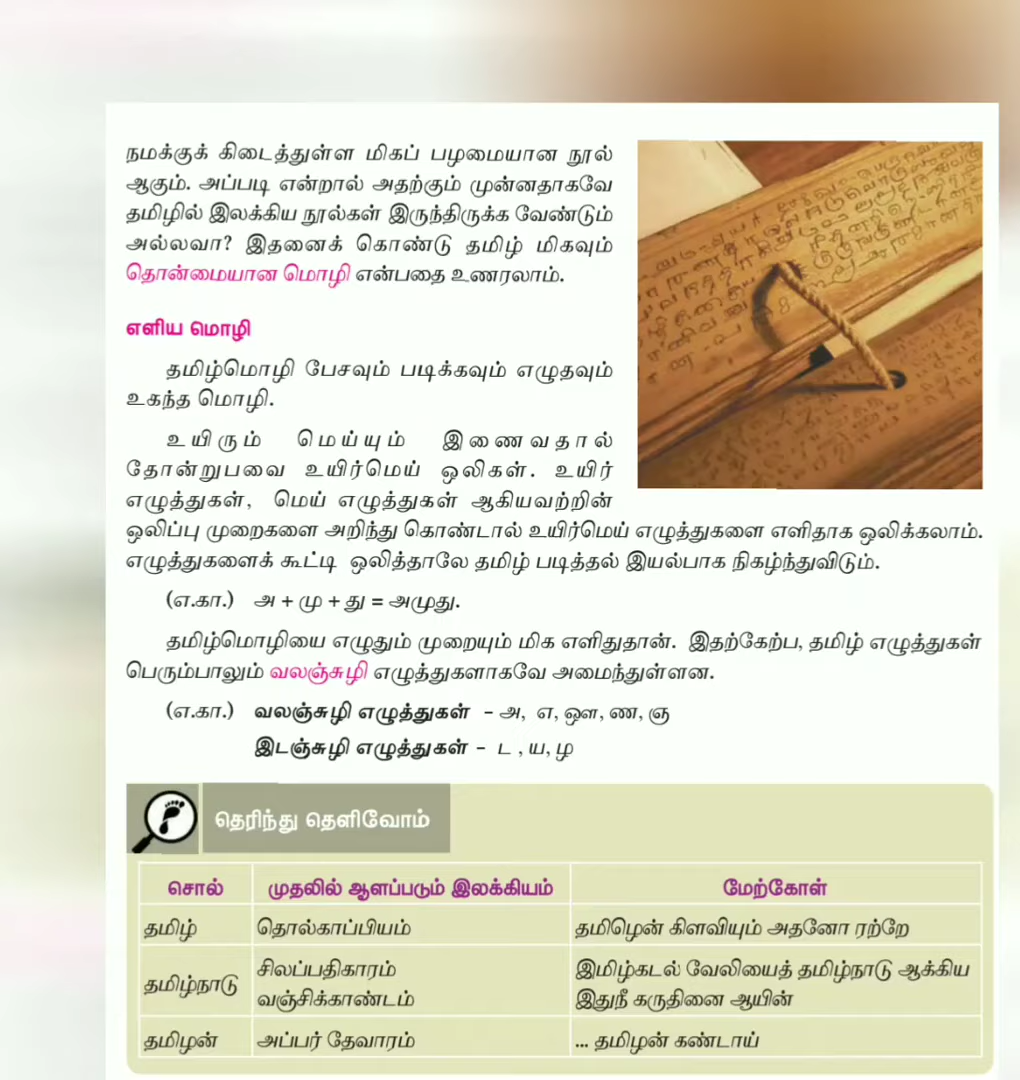 நமக்குக் கிடைத்துள்ள மிகப் பழமையான நூல்
ஆகும். அப்படி என்றால் அதற்கும் முன்னதாகவே
தமிழில் இலக்கிய நூல்கள் இருந்திருக்க வேண்டும்
அல்லவா? இதனைக் கொண்டு தமிழ் மிகவும்
தொன்மையான மொழி என்பதை உணரலாம்.
எளிய மொழி
தமிழ்மொழி பேசவும் படிக்கவும் எழுதவும்
உகந்த மொழி.
உயிரும் மெய்யும் இணைவதால்
தோன்றுபவை உயிர்மெய் ஒலிகள். உயிர்
எழுத்துகள், மெய் எழுத்துகள் ஆகியவற்றின்
ஒலிப்பு முறைகளை அறிந்து கொண்டால் உயிர்மெய் எழுத்துகளை எளிதாக ஒலிக்கலாம்.
எழுத்துகளைக் கூட்டி ஒலித்தாலே தமிழ் படித்தல் இயல்பாக நிகழ்ந்துவிடும்.
(எ.கா.) அ + மு + து = அமுது.
தமிழ்மொழியை எழுதும் முறையும் மிக எளிதுதான். இதற்கேற்ப, தமிழ் எழுத்துகள்
பெரும்பாலும் வலஞ்சுழி எழுத்துகளாகவே அமைந்துள்ளன.
(எ.கா.) வலஞ்சுழி எழுத்துகள் - அ, எ, ஔ, ண, ஞ
இடஞ்சுழி எழுத்துகள் - ட , ய, ழ
தெரிந்து தெளிவோம்
சொல் முதலில் ஆளப்படும் இலக்கியம் மேற்கோள்
தமிழ் தொல்காப்பியம் தமிழென் கிளவியும் அதனோ ரற்றே
தமிழ்நாடு சிலப்பதிகாரம் இமிழ்கடல் வேலியைத் தமிழ்நாடு ஆக்கிய
வஞ்சிக்காண்டம் இதுநீ கருதினை ஆயின்
தமிழன் அப்பர் தேவாரம் ... தமிழன் கண்டாய்